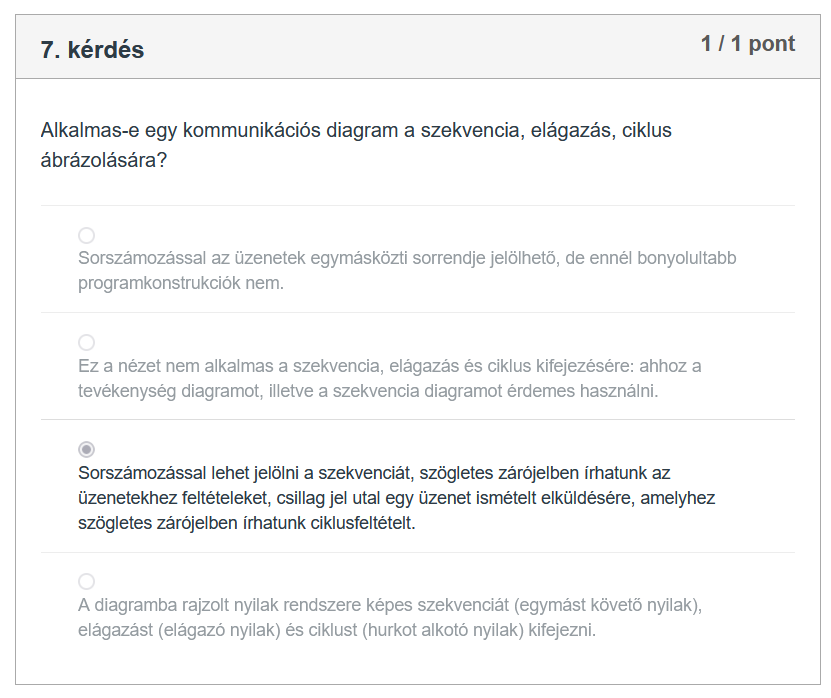 7. kérdés
1 / 1 pont
Alkalmas-e egy kommunikációs diagram a szekvencia, elágazás, ciklus
ábrázolására?
Sorszámozással az üzenetek egymásközti sorrendje jelölhető, de ennél bonyolultabb
programkonstrukciók nem.
Ez a nézet nem alkalmas a szekvencia, elágazás és ciklus kifejezésére: ahhoz a
tevékenység diagramot, illetve a szekvencia diagramot érdemes használni.
Sorszámozással lehet jelölni a szekvenciát, szögletes zárójelben írhatunk az
üzenetekhez feltételeket, csillag jel utal egy üzenet ismételt elküldésére, amelyhez
szögletes zárójelben írhatunk ciklusfeltételt.
A diagramba rajzolt nyilak rendszere képes szekvenciát (egymást követő nyilak),
elágazást (elágazó nyilak) és ciklust (hurkot alkotó nyilak) kifejezni.